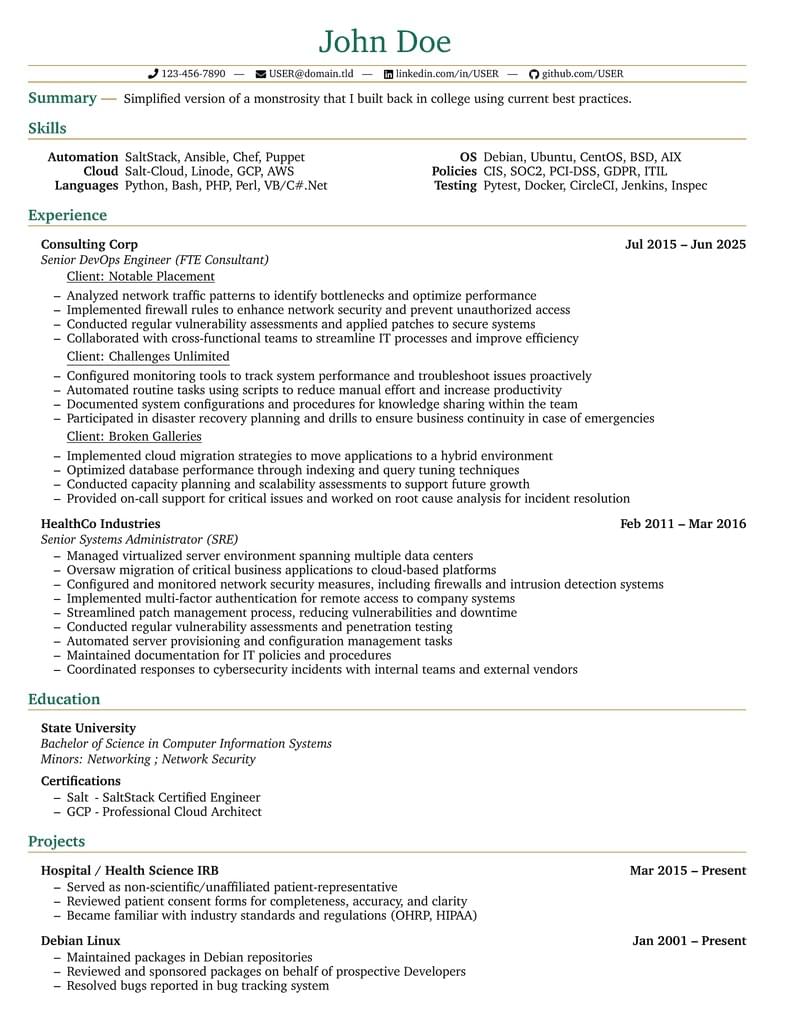 John Doe
123-456-7890 — USER@domain.tld — linkedin.com/in/USER — github.com/USER
Summary — Simplified version of a monstrosity that I built back in college using current best practices.
Skills
Automation SaltStack, Ansible, Chef, Puppet
Cloud Salt-Cloud, Linode, GCP, AWS
Languages Python, Bash, PHP, Perl, VB/C#.Net
OS Debian, Ubuntu, CentOS, BSD, AIX
Policies CIS, SOC2, PCI-DSS, GDPR, ITIL
Testing Pytest, Docker, CircleCI, Jenkins, Inspec
Experience
Consulting Corp Jul 2015 – Jun 2025
Senior DevOps Engineer (FTE Consultant)
Client: Notable Placement
– Analyzed network traffic patterns to identify bottlenecks and optimize performance
– Implemented firewall rules to enhance network security and prevent unauthorized access
– Conducted regular vulnerability assessments and applied patches to secure systems
– Collaborated with cross-functional teams to streamline IT processes and improve efficiency
Client: Challenges Unlimited
– Configured monitoring tools to track system performance and troubleshoot issues proactively
– Automated routine tasks using scripts to reduce manual effort and increase productivity
– Documented system configurations and procedures for knowledge sharing within the team
– Participated in disaster recovery planning and drills to ensure business continuity in case of emergencies
Client: Broken Galleries
– Implemented cloud migration strategies to move applications to a hybrid environment
– Optimized database performance through indexing and query tuning techniques
– Conducted capacity planning and scalability assessments to support future growth
– Provided on-call support for critical issues and worked on root cause analysis for incident resolution
HealthCo Industries Feb 2011 – Mar 2016
Senior Systems Administrator (SRE)
– Managed virtualized server environment spanning multiple data centers
– Oversaw migration of critical business applications to cloud-based platforms
– Configured and monitored network security measures, including firewalls and intrusion detection systems
– Implemented multi-factor authentication for remote access to company systems
– Streamlined patch management process, reducing vulnerabilities and downtime
– Conducted regular vulnerability assessments and penetration testing
– Automated server provisioning and configuration management tasks
– Maintained documentation for IT policies and procedures
– Coordinated responses to cybersecurity incidents with internal teams and external vendors
Education
State University
Bachelor of Science in Computer Information Systems
Minors: Networking ; Network Security
Certifications
– Salt - SaltStack Certified Engineer
– GCP - Professional Cloud Architect
Projects
Hospital / Health Science IRB Mar 2015 – Present
– Served as non-scientific/unaffiliated patient-representative
– Reviewed patient consent forms for completeness, accuracy, and clarity
– Became familiar with industry standards and regulations (OHRP, HIPAA)
Debian Linux Jan 2001 – Present
– Maintained packages in Debian repositories
– Reviewed and sponsored packages on behalf of prospective Developers
– Resolved bugs reported in bug tracking system